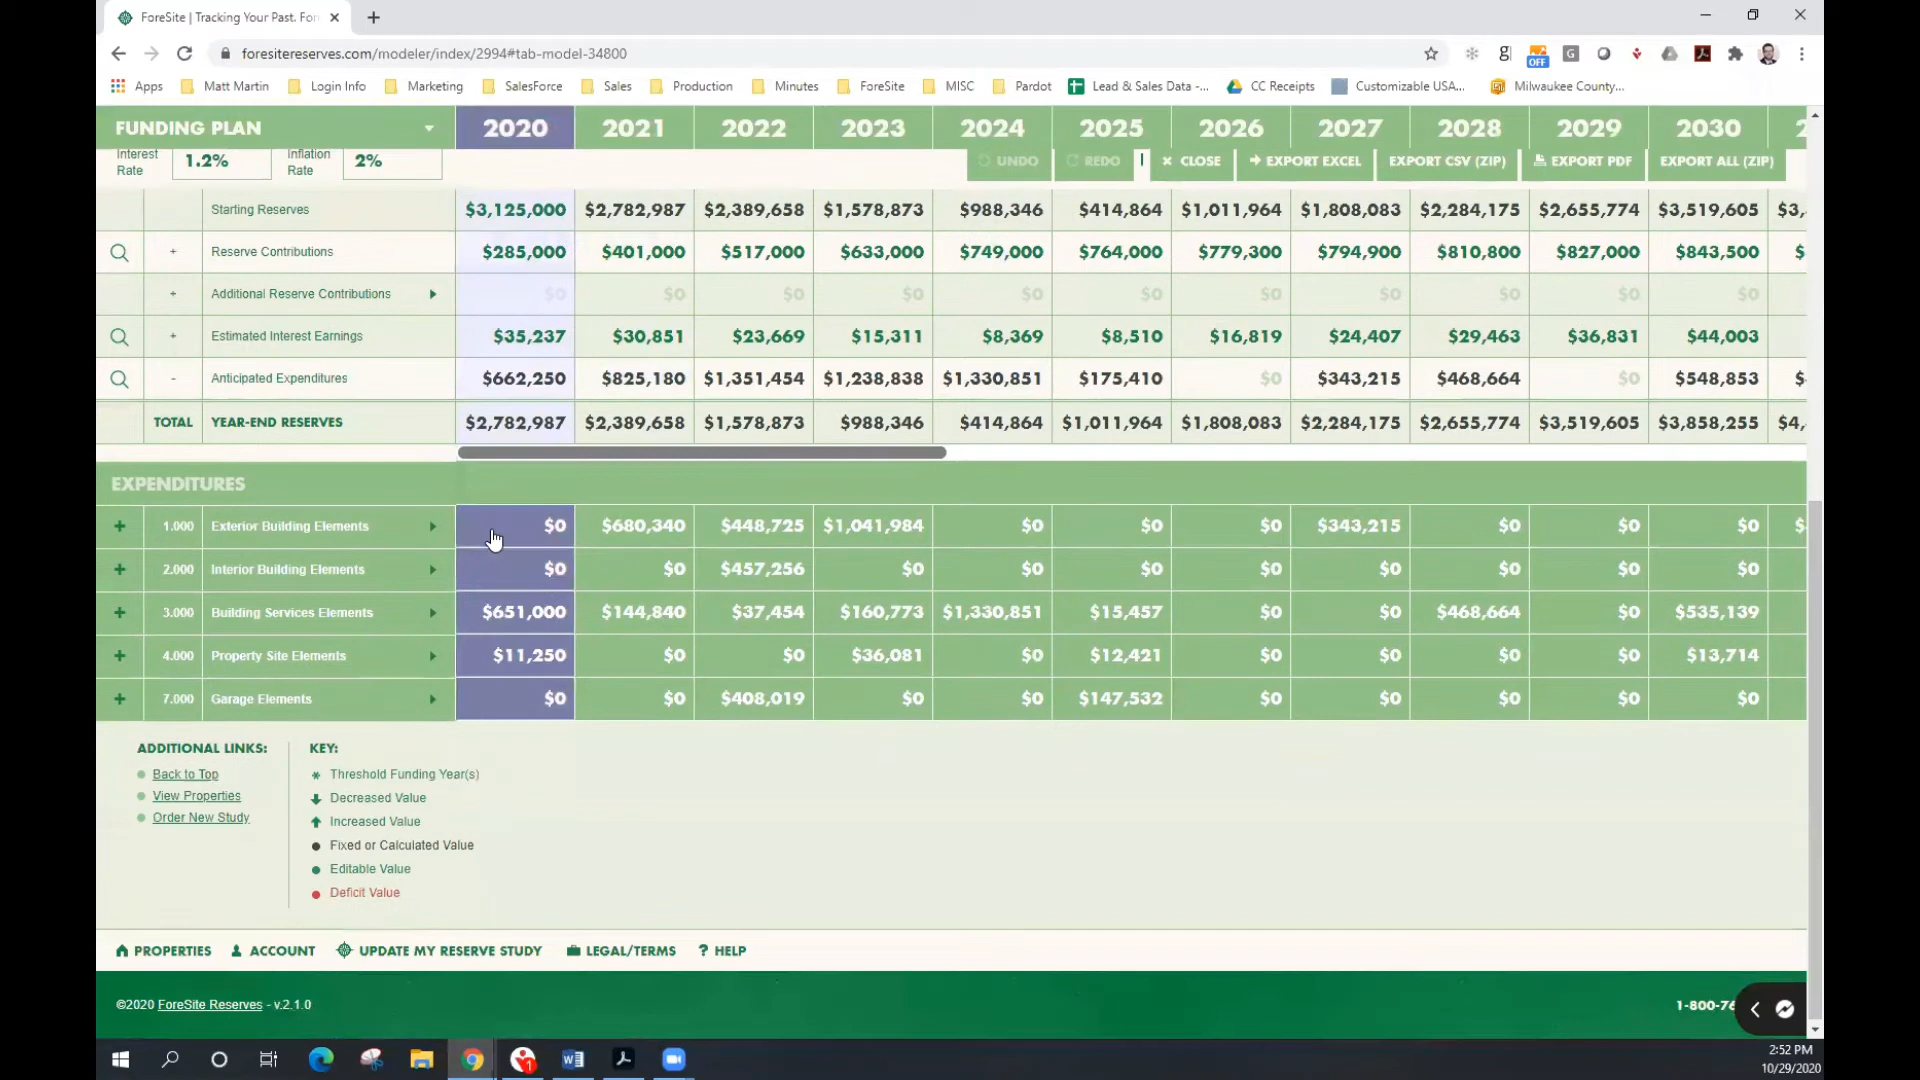 ForeSite | Tracking Your Past. For
foresitereserves.com/modeler/index/2994#tab-model-34800
OFF
Apps Matt Martin Login Info Marketing SalesForce Sales Production Minutes ForeSite MISC Pardot Lead & Sales Data -... CC Receipts Customizable USA... Milwaukee County...
FUNDING PLAN 2020 2021 2022 2023 2024 2025 2026 2027 2028 2029 2030 2
Interest Rate 1.2% Inflation Rate 2% UNDO REDO CLOSE EXPORT EXCEL EXPORT CSV (ZIP) EXPORT PDF EXPORT ALL (ZIP)
Starting Reserves $3,125,000 $2,782,987 $2,389,658 $1,578,873 $988,346 $414,864 $1,011,964 $1,808,083 $2,284,175 $2,655,774 $3,519,605 $3,
+ Reserve Contributions $285,000 $401,000 $517,000 $633,000 $749,000 $764,000 $779,300 $794,900 $810,800 $827,000 $843,500 $
+ Additional Reserve Contributions $0 $0 $0 $0 $0 $0 $0 $0 $0 $0 $0
+ Estimated Interest Earnings $35,237 $30,851 $23,669 $15,311 $8,369 $8,510 $16,819 $24,407 $29,463 $36,831 $44,003
- Anticipated Expenditures $662,250 $825,180 $1,351,454 $1,238,838 $1,330,851 $175,410 $0 $343,215 $468,664 $0 $548,853 $
TOTAL YEAR-END RESERVES $2,782,987 $2,389,658 $1,578,873 $988,346 $414,864 $1,011,964 $1,808,083 $2,284,175 $2,655,774 $3,519,605 $3,858,255 $4,
EXPENDITURES
+ 1.000 Exterior Building Elements $0 $680,340 $448,725 $1,041,984 $0 $0 $0 $343,215 $0 $0 $0 $
+ 2.000 Interior Building Elements $0 $0 $457,256 $0 $0 $0 $0 $0 $0 $0 $0
+ 3.000 Building Services Elements $651,000 $144,840 $37,454 $160,773 $1,330,851 $15,457 $0 $0 $468,664 $0 $535,139
+ 4.000 Property Site Elements $11,250 $0 $0 $36,081 $0 $12,421 $0 $0 $0 $0 $13,714
+ 7.000 Garage Elements $0 $0 $408,019 $0 $0 $147,532 $0 $0 $0 $0 $0
ADDITIONAL LINKS:
Back to Top
View Properties
Order New Study
KEY:
Threshold Funding Year(s)
Decreased Value
Increased Value
Fixed or Calculated Value
Editable Value
Deficit Value
PROPERTIES ACCOUNT UPDATE MY RESERVE STUDY LEGAL/TERMS ? HELP
©2020 ForeSite Reserves - v.2.1.0 1-800-76
1
2:52 PM
10/29/2020